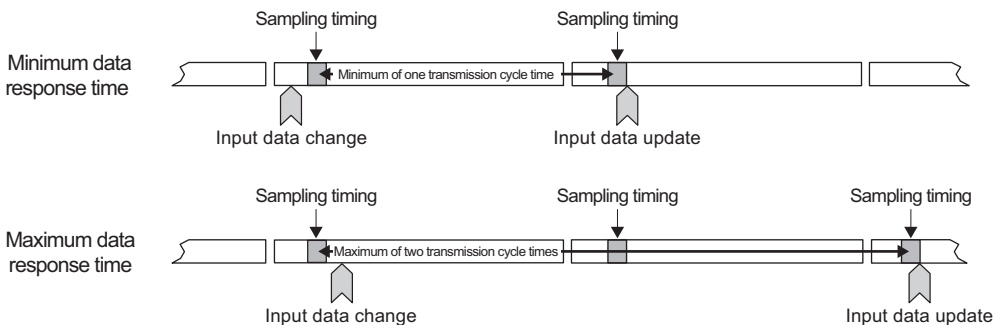 Sampling timing Sampling timing
Minimum data
response time
Minimum of one transmission cycle time
Input data change Input data update
Sampling timing Sampling timing Sampling timing
Maximum data
response time
Maximum of two transmission cycle times
Input data change Input data update